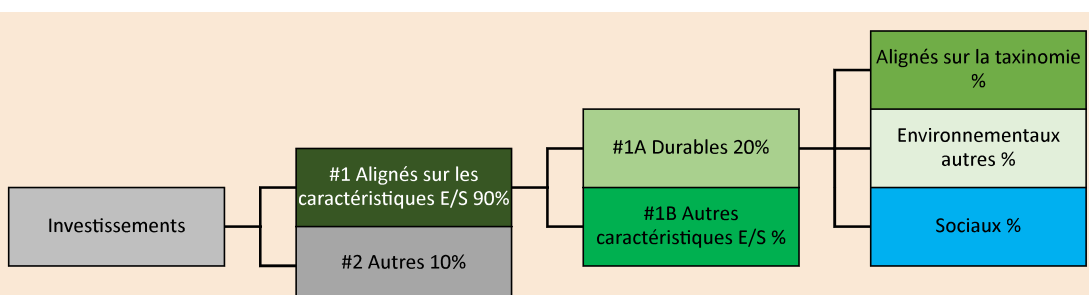 Investissements
#1 Alignés sur les
caractéristiques E/S 90%
#2 Autres 10%
#1A Durables 20%
#1B Autres
caractéristiques E/S %
Alignés sur la taxinomie
%
Environnementaux
autres %
Sociaux %